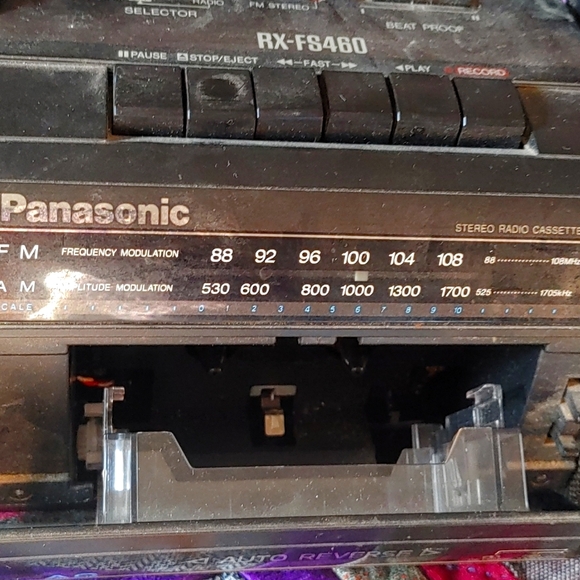 RADIO
SELECTOR
FM STEREO
BEAT PROOF
RX-FS460
PAUSE STOP/EJECT ◀◀-FAST-▶▶ ◀PLAY RECORD
Panasonic
STEREO RADIO CASSETTE
FM FREQUENCY MODULATION 88 92 96 100 104 108 88 108MHz
AM AMPLITUDE MODULATION 530 600 800 1000 1300 1700 525 1705kHz
SCALE 0 1 2 3 4 5 6 7 8 9 10
AUTO REVERSE